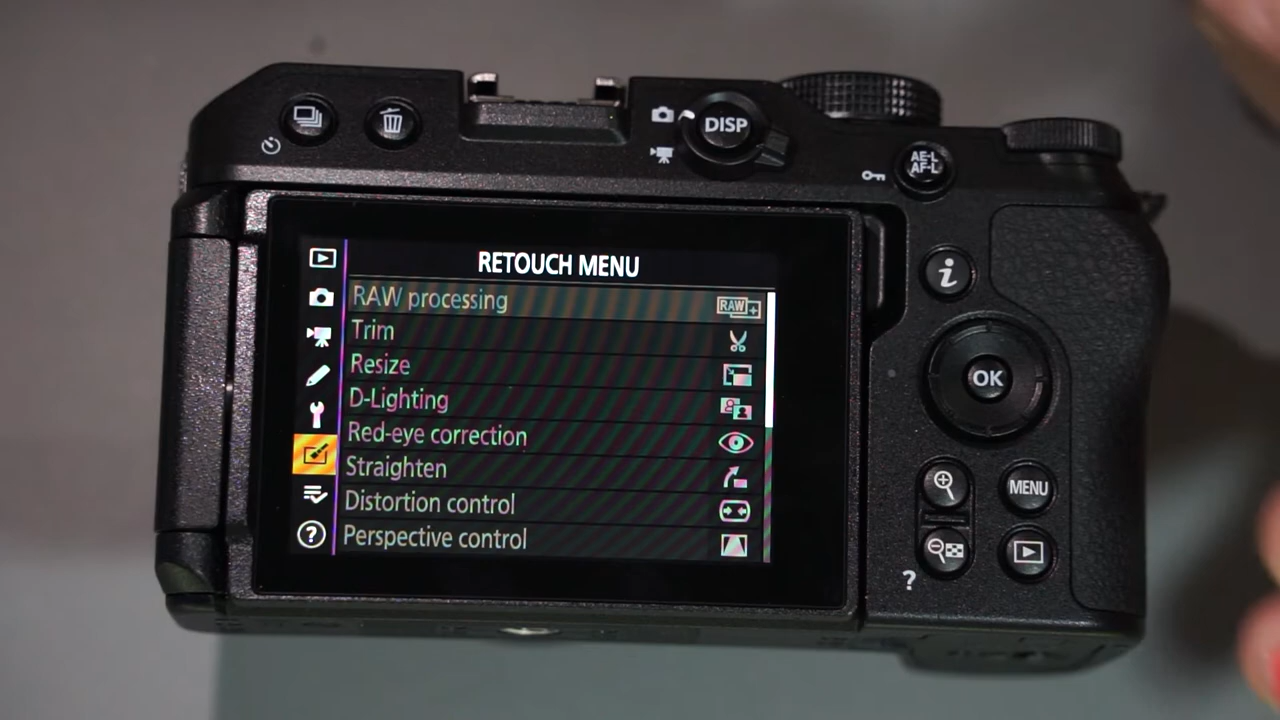 DISP
AE-L
AF-L
RETOUCH MENU
RAW processing
RAW
Trim
Resize
D-Lighting
Red-eye correction
Straighten
Distortion control
Perspective control
?
i
OK
MENU
?